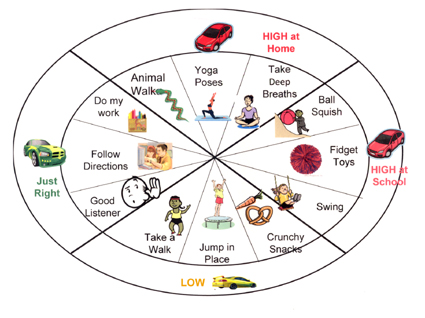 HIGH at
Home
Animal
Walk
Yoga
Poses
Take
Deep
Breaths
Ball
Squish
Do my
work
Fidget
Toys
HIGH at
School
Follow
Directions
Just
Right
Good
Listener
Swing
Take a
Walk
Jump in
Place
Crunchy
Snacks
LOW